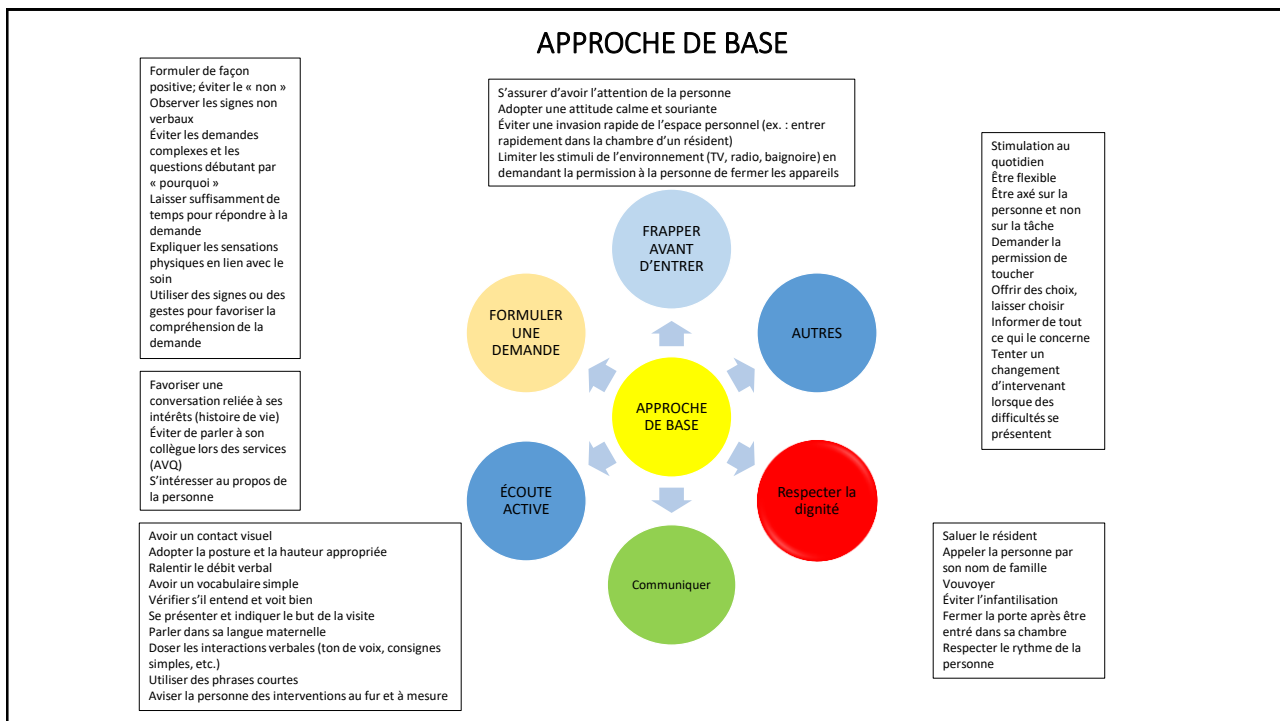 APPROCHE DE BASE
Formuler de façon
positive; éviter le « non »
Observer les signes non
verbaux
Éviter les demandes
complexes et les
questions débutant par
« pourquoi »
Laisser suffisamment de
temps pour répondre à la
demande
Expliquer les sensations
physiques en lien avec le
soin
Utiliser des signes ou des
gestes pour favoriser la
compréhension de la
demande
S'assurer d'avoir l'attention de la personne
Adopter une attitude calme et souriante
Éviter une invasion rapide de l'espace personnel (ex. : entrer
rapidement dans la chambre d'un résident)
Limiter les stimuli de l'environnement (TV, radio, baignoire) en
demandant la permission à la personne de fermer les appareils
Stimulation au
quotidien
Être flexible
Être axé sur la
personne et non
sur la tâche
Demander la
permission de
toucher
Offrir des choix,
laisser choisir
Informer de tout
ce qui le concerne
Tenter un
changement
d'intervenant
lorsque des
difficultés se
présentent
FRAPPER
AVANT
D'ENTRER
FORMULER
UNE
DEMANDE
AUTRES
APPROCHE
DE BASE
ÉCOUTE
ACTIVE
Respecter la
dignité
Communiquer
Favoriser une
conversation reliée à ses
intérêts (histoire de vie)
Éviter de parler à son
collègue lors des services
(AVQ)
S'intéresser au propos de
la personne
Avoir un contact visuel
Adopter la posture et la hauteur appropriée
Ralentir le débit verbal
Avoir un vocabulaire simple
Vérifier s'il entend et voit bien
Se présenter et indiquer le but de la visite
Parler dans sa langue maternelle
Doser les interactions verbales (ton de voix, consignes
simples, etc.)
Utiliser des phrases courtes
Aviser la personne des interventions au fur et à mesure
Saluer le résident
Appeler la personne par
son nom de famille
Vouvoyer
Éviter l'infantilisation
Fermer la porte après être
entré dans sa chambre
Respecter le rythme de la
personne